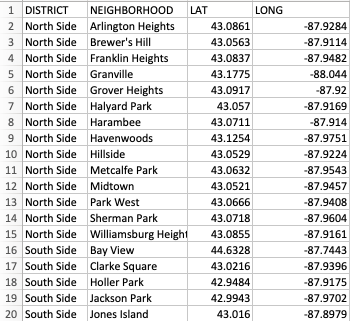 1 DISTRICT NEIGHBORHOOD LAT LONG
2 North Side Arlington Heights 43.0861 -87.9284
3 North Side Brewer's Hill 43.0563 -87.9114
4 North Side Franklin Heights 43.0837 -87.9482
5 North Side Granville 43.1775 -88.044
6 North Side Grover Heights 43.0917 -87.92
7 North Side Halyard Park 43.057 -87.9169
8 North Side Harambee 43.0711 -87.914
9 North Side Havenwoods 43.1254 -87.9751
10 North Side Hillside 43.0529 -87.9224
11 North Side Metcalfe Park 43.0632 -87.9543
12 North Side Midtown 43.0521 -87.9457
13 North Side Park West 43.0666 -87.9408
14 North Side Sherman Park 43.0718 -87.9604
15 North Side Williamsburg Height 43.0855 -87.9161
16 South Side Bay View 44.6328 -87.7443
17 South Side Clarke Square 43.0216 -87.9396
18 South Side Holler Park 42.9484 -87.9175
19 South Side Jackson Park 42.9943 -87.9702
20 South Side Jones Island 43.016 -87.8979